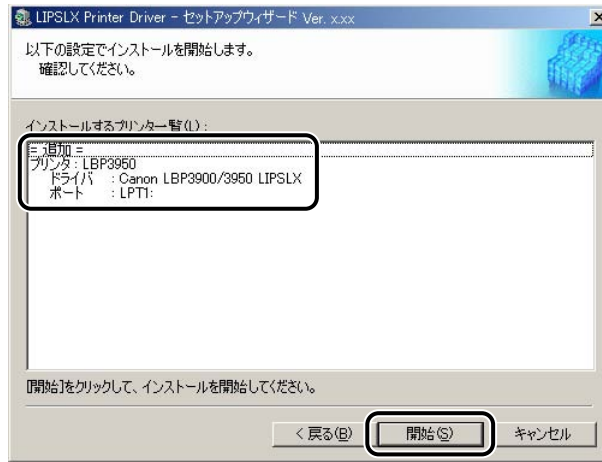 LIPSLX Printer Driver - セットアップウィザード Ver. x.xx
以下の設定でインストールを開始します。
確認してください。
インストールするプリンター覧(L):
= 追加 =
プリンタ : LBP3950
ドライバ : Canon LBP3900/3950 LIPSLX
ポート : LPT1:
[開始]をクリックして、インストールを開始してください。
< 戻る(B)
開始(S)
キャンセル